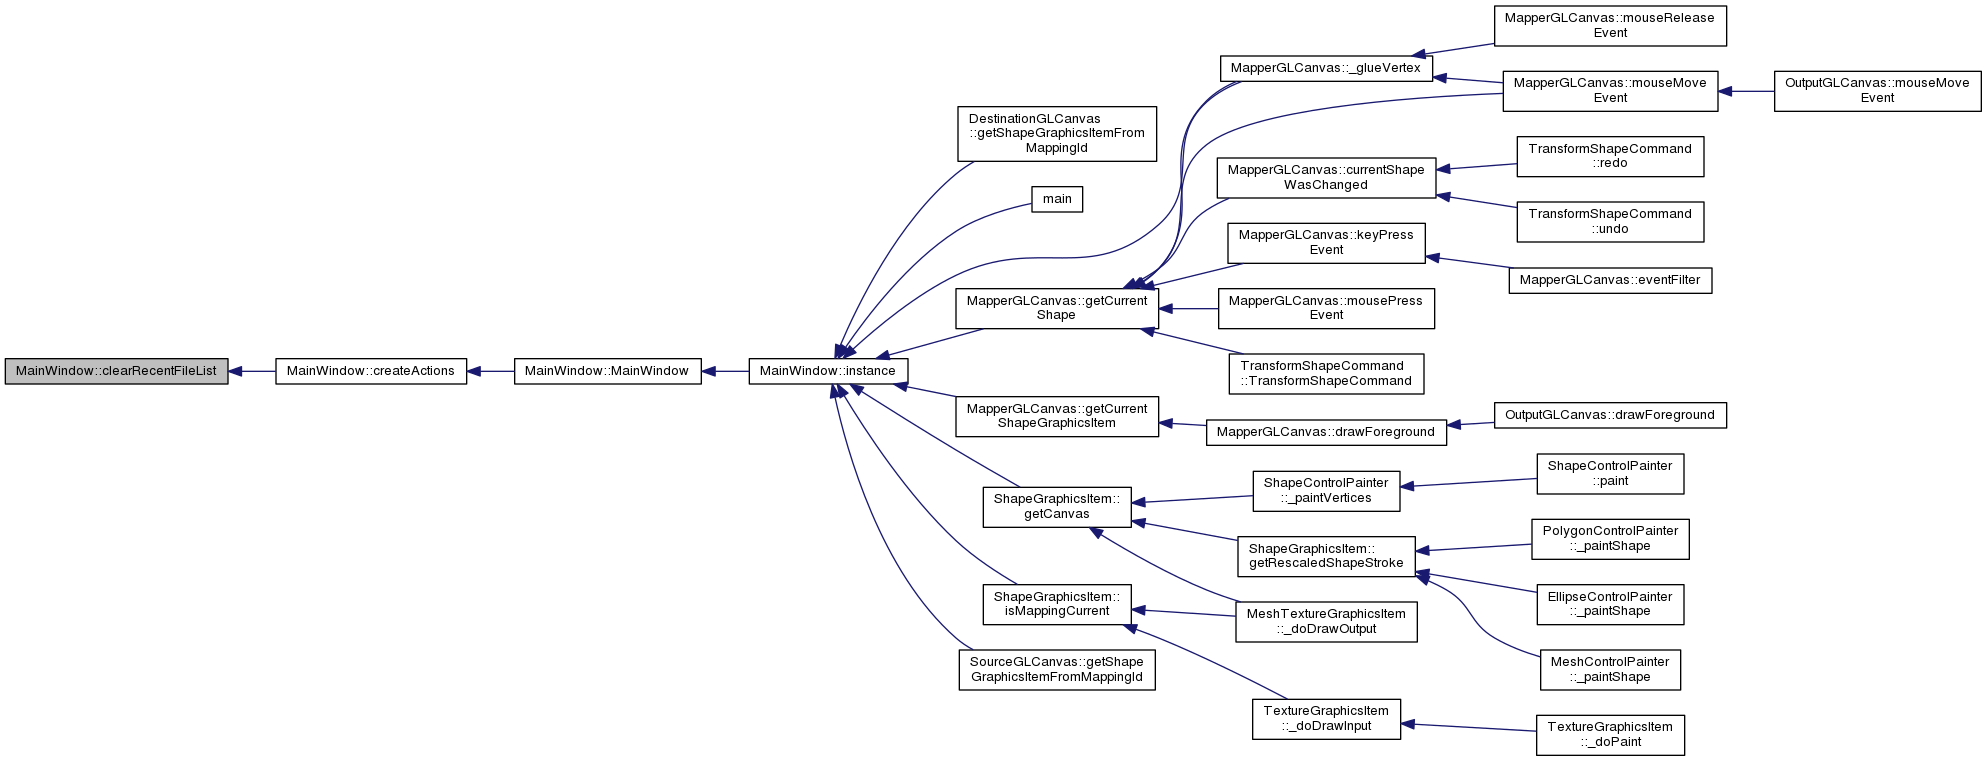 MapperGLCanvas::mouseRelease
Event
MapperGLCanvas::_glueVertex
MapperGLCanvas::mouseMove
Event
OutputGLCanvas::mouseMove
Event
DestinationGLCanvas
::getShapeGraphicsItemFrom
MappingId
TransformShapeCommand
::redo
MapperGLCanvas::currentShape
WasChanged
main
TransformShapeCommand
::undo
MapperGLCanvas::keyPress
Event
MapperGLCanvas::eventFilter
MapperGLCanvas::getCurrent
Shape
MapperGLCanvas::mousePress
Event
MainWindow::clearRecentFileList
MainWindow::createActions
MainWindow::MainWindow
MainWindow::instance
TransformShapeCommand
::TransformShapeCommand
MapperGLCanvas::getCurrent
ShapeGraphicsItem
MapperGLCanvas::drawForeground
OutputGLCanvas::drawForeground
ShapeGraphicsItem::
getCanvas
ShapeControlPainter
::_paintVertices
ShapeControlPainter
::paint
ShapeGraphicsItem::
getRescaledShapeStroke
PolygonControlPainter
::_paintShape
EllipseControlPainter
::_paintShape
ShapeGraphicsItem::
isMappingCurrent
MeshTextureGraphicsItem
::_doDrawOutput
MeshControlPainter
::_paintShape
SourceGLCanvas::getShape
GraphicsItemFromMappingId
TextureGraphicsItem
::_doDrawInput
TextureGraphicsItem
::_doPaint